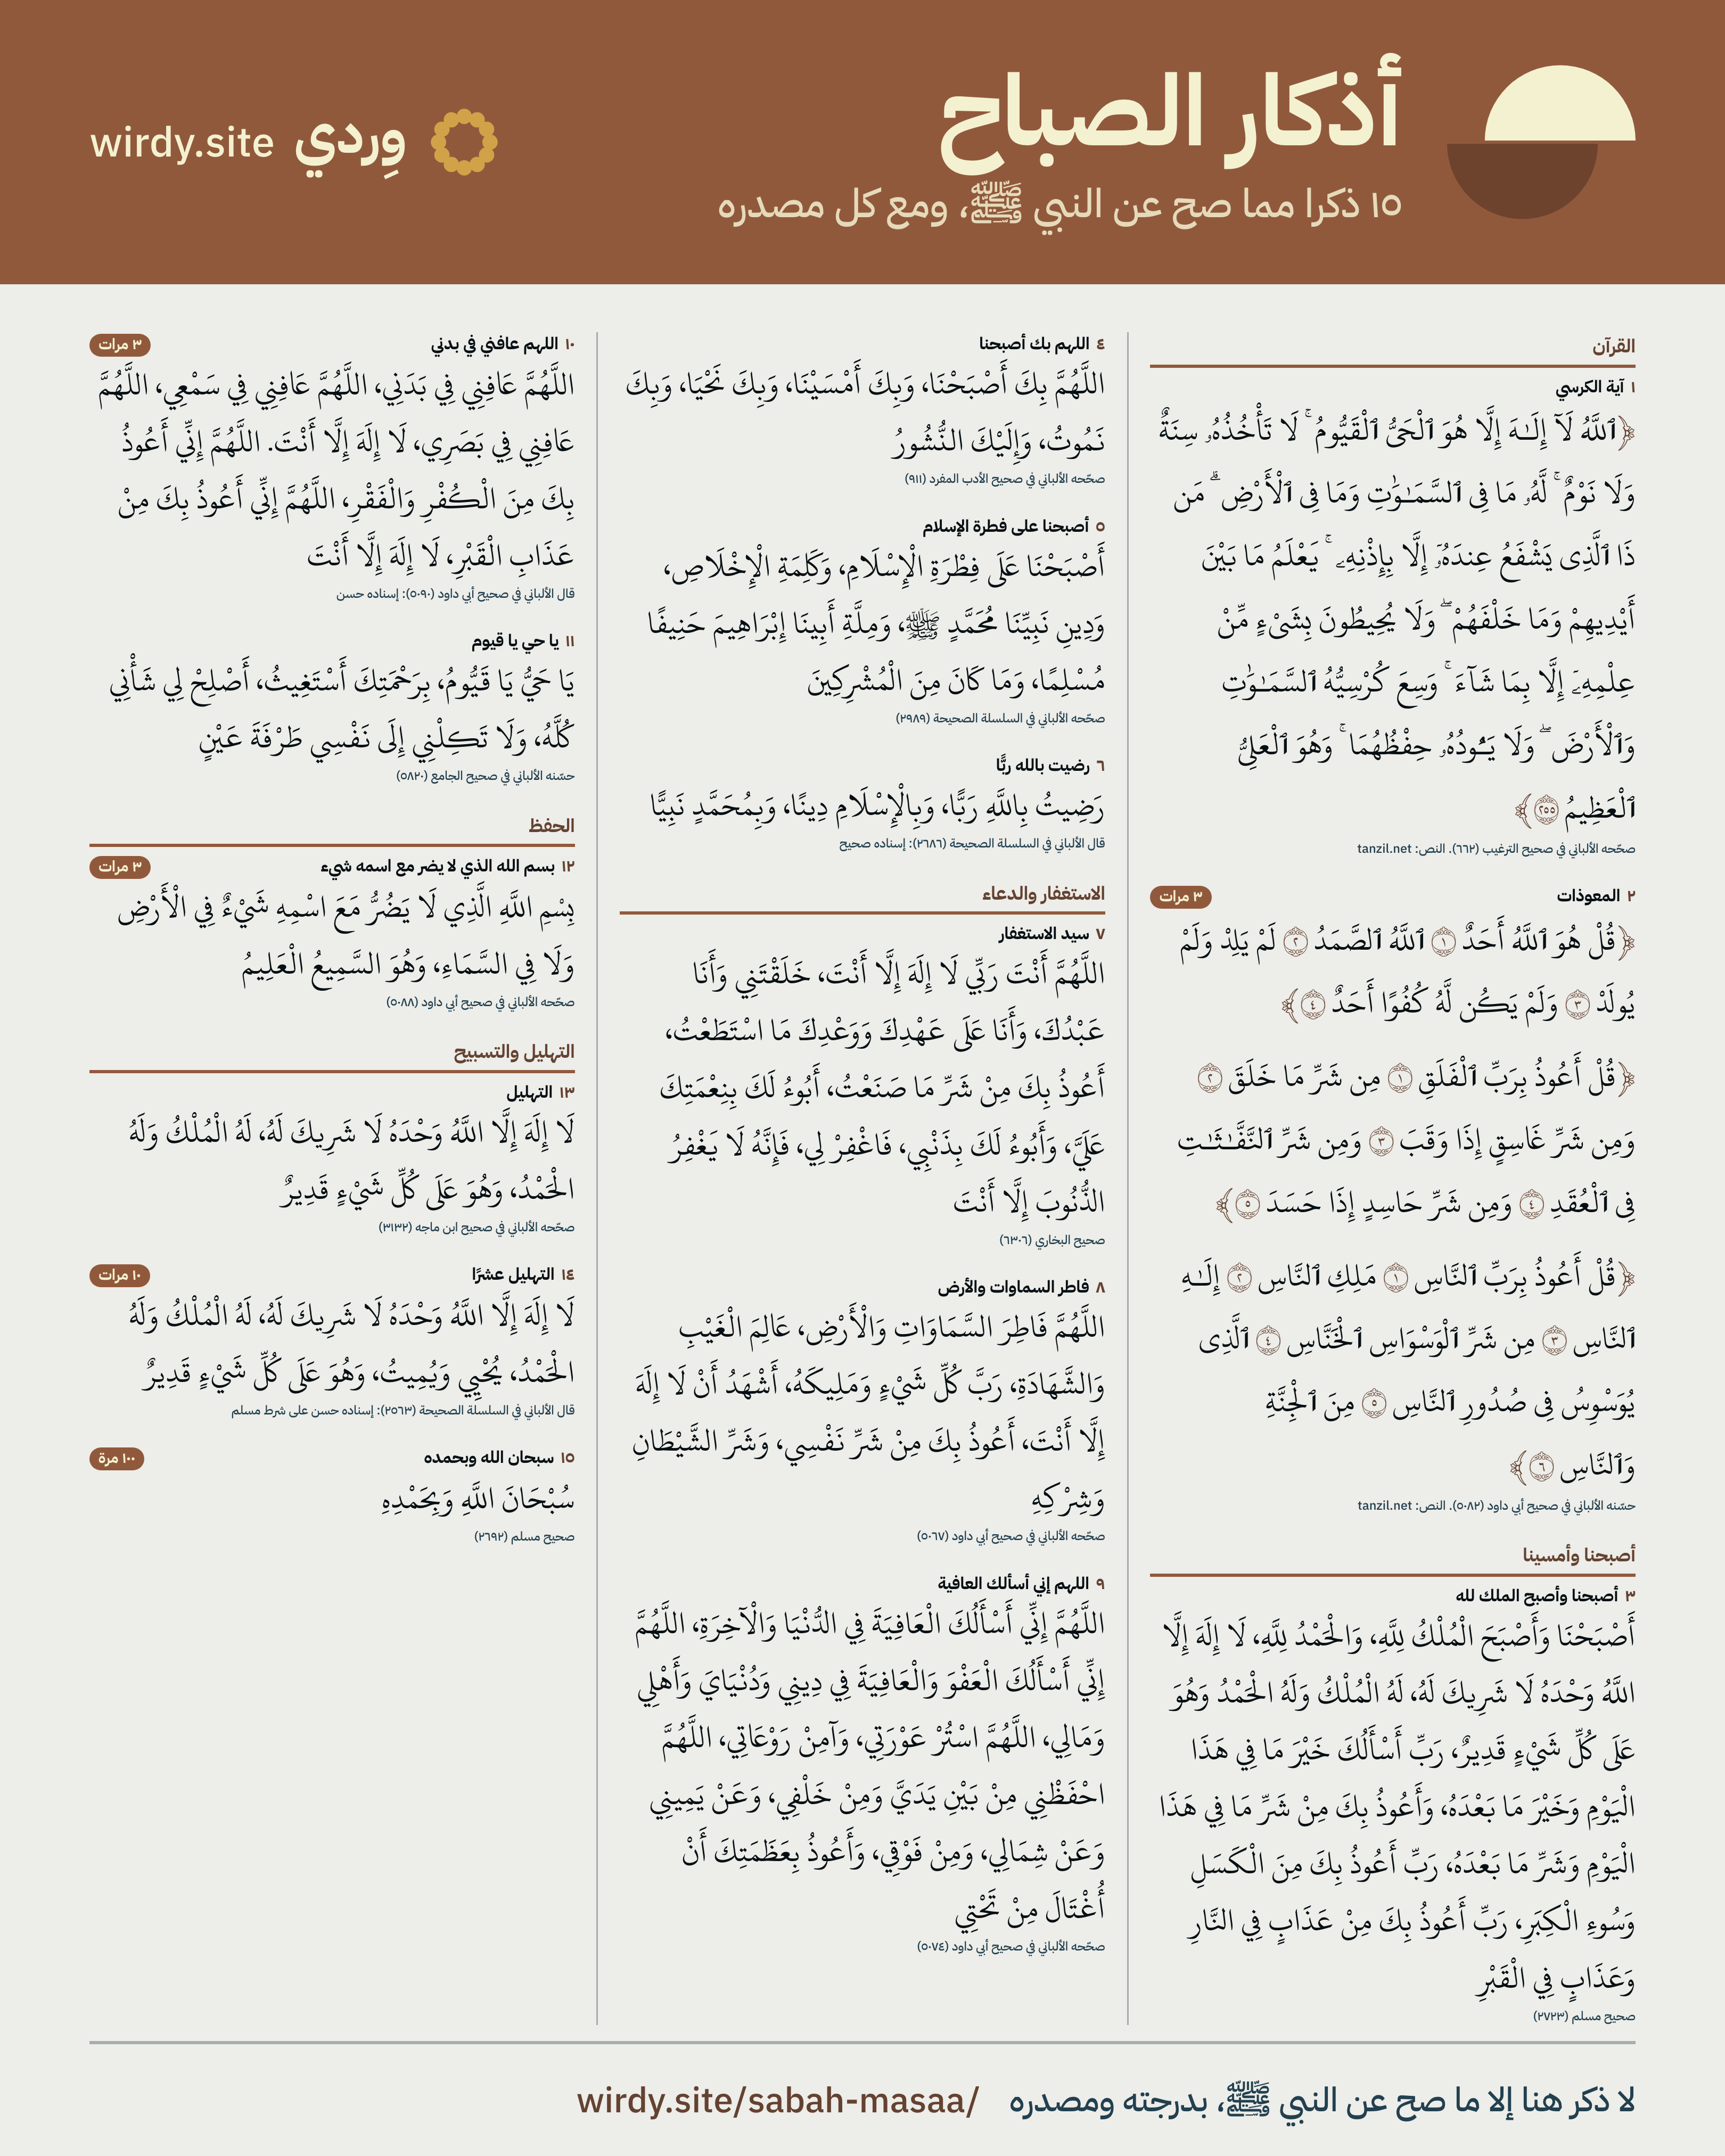 أذكار الصباح
١٥ ذكرا مما صح عن النبي ﷺ، ومع كل مصدره
وِردي wirdy.site
القرآن
١ آية الكرسي
﴿ٱللَّهُ لَآ إِلَـٰهَ إِلَّا هُوَ ٱلْحَىُّ ٱلْقَيُّومُ ۚ لَا تَأْخُذُهُۥ سِنَةٌ
وَلَا نَوْمٌ ۚ لَّهُۥ مَا فِى ٱلسَّمَـٰوَٰتِ وَمَا فِى ٱلْأَرْضِ ۗ مَن
ذَا ٱلَّذِى يَشْفَعُ عِندَهُۥٓ إِلَّا بِإِذْنِهِۦ ۚ يَعْلَمُ مَا بَيْنَ
أَيْدِيهِمْ وَمَا خَلْفَهُمْ ۖ وَلَا يُحِيطُونَ بِشَىْءٍ مِّنْ
عِلْمِهِۦٓ إِلَّا بِمَا شَآءَ ۚ وَسِعَ كُرْسِيُّهُ ٱلسَّمَـٰوَٰتِ
وَٱلْأَرْضَ ۖ وَلَا يَـُٔودُهُۥ حِفْظُهُمَا ۚ وَهُوَ ٱلْعَلِىُّ
ٱلْعَظِيمُ ٢٥٥﴾
صحّحه الألباني في صحيح الترغيب (٦٦٢). النص: tanzil.net
٢ المعوذات
٣ مرات
﴿قُلْ هُوَ ٱللَّهُ أَحَدٌ ١ ٱللَّهُ ٱلصَّمَدُ ٢ لَمْ يَلِدْ وَلَمْ
يُولَدْ ٣ وَلَمْ يَكُن لَّهُ كُفُوًا أَحَدٌ ٤﴾
﴿قُلْ أَعُوذُ بِرَبِّ ٱلْفَلَقِ ١ مِن شَرِّ مَا خَلَقَ ٢
وَمِن شَرِّ غَاسِقٍ إِذَا وَقَبَ ٣ وَمِن شَرِّ ٱلنَّفَّـٰثَـٰتِ
فِى ٱلْعُقَدِ ٤ وَمِن شَرِّ حَاسِدٍ إِذَا حَسَدَ ٥﴾
﴿قُلْ أَعُوذُ بِرَبِّ ٱلنَّاسِ ١ مَلِكِ ٱلنَّاسِ ٢ إِلَـٰهِ
ٱلنَّاسِ ٣ مِن شَرِّ ٱلْوَسْوَاسِ ٱلْخَنَّاسِ ٤ ٱلَّذِى
يُوَسْوِسُ فِى صُدُورِ ٱلنَّاسِ ٥ مِنَ ٱلْجِنَّةِ
وَٱلنَّاسِ ٦﴾
حسّنه الألباني في صحيح أبي داود (٥٠٨٢). النص: tanzil.net
أصبحنا وأمسينا
٣ أصبحنا وأصبح الملك لله
أَصْبَحْنَا وَأَصْبَحَ الْمُلْكُ لِلَّهِ، وَالْحَمْدُ لِلَّهِ، لَا إِلَهَ إِلَّا
اللَّهُ وَحْدَهُ لَا شَرِيكَ لَهُ، لَهُ الْمُلْكُ وَلَهُ الْحَمْدُ وَهُوَ
عَلَى كُلِّ شَيْءٍ قَدِيرٌ، رَبِّ أَسْأَلُكَ خَيْرَ مَا فِي هَذَا
الْيَوْمِ وَخَيْرَ مَا بَعْدَهُ، وَأَعُوذُ بِكَ مِنْ شَرِّ مَا فِي هَذَا
الْيَوْمِ وَشَرِّ مَا بَعْدَهُ، رَبِّ أَعُوذُ بِكَ مِنَ الْكَسَلِ
وَسُوءِ الْكِبَرِ، رَبِّ أَعُوذُ بِكَ مِنْ عَذَابٍ فِي النَّارِ
وَعَذَابٍ فِي الْقَبْرِ
صحيح مسلم (٢٧٢٣)
٤ اللهم بك أصبحنا
اللَّهُمَّ بِكَ أَصْبَحْنَا، وَبِكَ أَمْسَيْنَا، وَبِكَ نَحْيَا، وَبِكَ
نَمُوتُ، وَإِلَيْكَ النُّشُورُ
صحّحه الألباني في صحيح الأدب المفرد (٩١١)
٥ أصبحنا على فطرة الإسلام
أَصْبَحْنَا عَلَى فِطْرَةِ الْإِسْلَامِ، وَكَلِمَةِ الْإِخْلَاصِ،
وَدِينِ نَبِيِّنَا مُحَمَّدٍ ﷺ، وَمِلَّةِ أَبِينَا إِبْرَاهِيمَ حَنِيفًا
مُسْلِمًا، وَمَا كَانَ مِنَ الْمُشْرِكِينَ
صحّحه الألباني في السلسلة الصحيحة (٢٩٨٩)
٦ رضيت بالله ربًّا
رَضِيتُ بِاللَّهِ رَبًّا، وَبِالْإِسْلَامِ دِينًا، وَبِمُحَمَّدٍ نَبِيًّا
قال الألباني في السلسلة الصحيحة (٢٦٨٦): إسناده صحيح
الاستغفار والدعاء
٧ سيد الاستغفار
اللَّهُمَّ أَنْتَ رَبِّي لَا إِلَهَ إِلَّا أَنْتَ، خَلَقْتَنِي وَأَنَا
عَبْدُكَ، وَأَنَا عَلَى عَهْدِكَ وَوَعْدِكَ مَا اسْتَطَعْتُ،
أَعُوذُ بِكَ مِنْ شَرِّ مَا صَنَعْتُ، أَبُوءُ لَكَ بِنِعْمَتِكَ
عَلَيَّ، وَأَبُوءُ لَكَ بِذَنْبِي، فَاغْفِرْ لِي، فَإِنَّهُ لَا يَغْفِرُ
الذُّنُوبَ إِلَّا أَنْتَ
صحيح البخاري (٦٣٠٦)
٨ فاطر السماوات والأرض
اللَّهُمَّ فَاطِرَ السَّمَاوَاتِ وَالْأَرْضِ، عَالِمَ الْغَيْبِ
وَالشَّهَادَةِ، رَبَّ كُلِّ شَيْءٍ وَمَلِيكَهُ، أَشْهَدُ أَنْ لَا إِلَهَ
إِلَّا أَنْتَ، أَعُوذُ بِكَ مِنْ شَرِّ نَفْسِي، وَشَرِّ الشَّيْطَانِ
وَشِرْكِهِ
صحّحه الألباني في صحيح أبي داود (٥٠٦٧)
٩ اللهم إني أسألك العافية
اللَّهُمَّ إِنِّي أَسْأَلُكَ الْعَافِيَةَ فِي الدُّنْيَا وَالْآخِرَةِ، اللَّهُمَّ
إِنِّي أَسْأَلُكَ الْعَفْوَ وَالْعَافِيَةَ فِي دِينِي وَدُنْيَايَ وَأَهْلِي
وَمَالِي، اللَّهُمَّ اسْتُرْ عَوْرَتِي، وَآمِنْ رَوْعَاتِي، اللَّهُمَّ
احْفَظْنِي مِنْ بَيْنِ يَدَيَّ وَمِنْ خَلْفِي، وَعَنْ يَمِينِي
وَعَنْ شِمَالِي، وَمِنْ فَوْقِي، وَأَعُوذُ بِعَظَمَتِكَ أَنْ
أُغْتَالَ مِنْ تَحْتِي
صحّحه الألباني في صحيح أبي داود (٥٠٧٤)
١٠ اللهم عافني في بدني
٣ مرات
اللَّهُمَّ عَافِنِي فِي بَدَنِي، اللَّهُمَّ عَافِنِي فِي سَمْعِي، اللَّهُمَّ
عَافِنِي فِي بَصَرِي، لَا إِلَهَ إِلَّا أَنْتَ. اللَّهُمَّ إِنِّي أَعُوذُ
بِكَ مِنَ الْكُفْرِ وَالْفَقْرِ، اللَّهُمَّ إِنِّي أَعُوذُ بِكَ مِنْ
عَذَابِ الْقَبْرِ، لَا إِلَهَ إِلَّا أَنْتَ
قال الألباني في صحيح أبي داود (٥٠٩٠): إسناده حسن
١١ يا حي يا قيوم
يَا حَيُّ يَا قَيُّومُ، بِرَحْمَتِكَ أَسْتَغِيثُ، أَصْلِحْ لِي شَأْنِي
كُلَّهُ، وَلَا تَكِلْنِي إِلَى نَفْسِي طَرْفَةَ عَيْنٍ
حسّنه الألباني في صحيح الجامع (٥٨٢٠)
الحفظ
١٢ بسم الله الذي لا يضر مع اسمه شيء
٣ مرات
بِسْمِ اللَّهِ الَّذِي لَا يَضُرُّ مَعَ اسْمِهِ شَيْءٌ فِي الْأَرْضِ
وَلَا فِي السَّمَاءِ، وَهُوَ السَّمِيعُ الْعَلِيمُ
صحّحه الألباني في صحيح أبي داود (٥٠٨٨)
التهليل والتسبيح
١٣ التهليل
لَا إِلَهَ إِلَّا اللَّهُ وَحْدَهُ لَا شَرِيكَ لَهُ، لَهُ الْمُلْكُ وَلَهُ
الْحَمْدُ، وَهُوَ عَلَى كُلِّ شَيْءٍ قَدِيرٌ
صحّحه الألباني في صحيح ابن ماجه (٣١٣٢)
١٤ التهليل عشرًا
١٠ مرات
لَا إِلَهَ إِلَّا اللَّهُ وَحْدَهُ لَا شَرِيكَ لَهُ، لَهُ الْمُلْكُ وَلَهُ
الْحَمْدُ، يُحْيِي وَيُمِيتُ، وَهُوَ عَلَى كُلِّ شَيْءٍ قَدِيرٌ
قال الألباني في السلسلة الصحيحة (٢٥٦٣): إسناده حسن على شرط مسلم
١٥ سبحان الله وبحمده
١٠٠ مرة
سُبْحَانَ اللَّهِ وَبِحَمْدِهِ
صحيح مسلم (٢٦٩٢)
لا ذكر هنا إلا ما صح عن النبي ﷺ، بدرجته ومصدره wirdy.site/sabah-masaa/